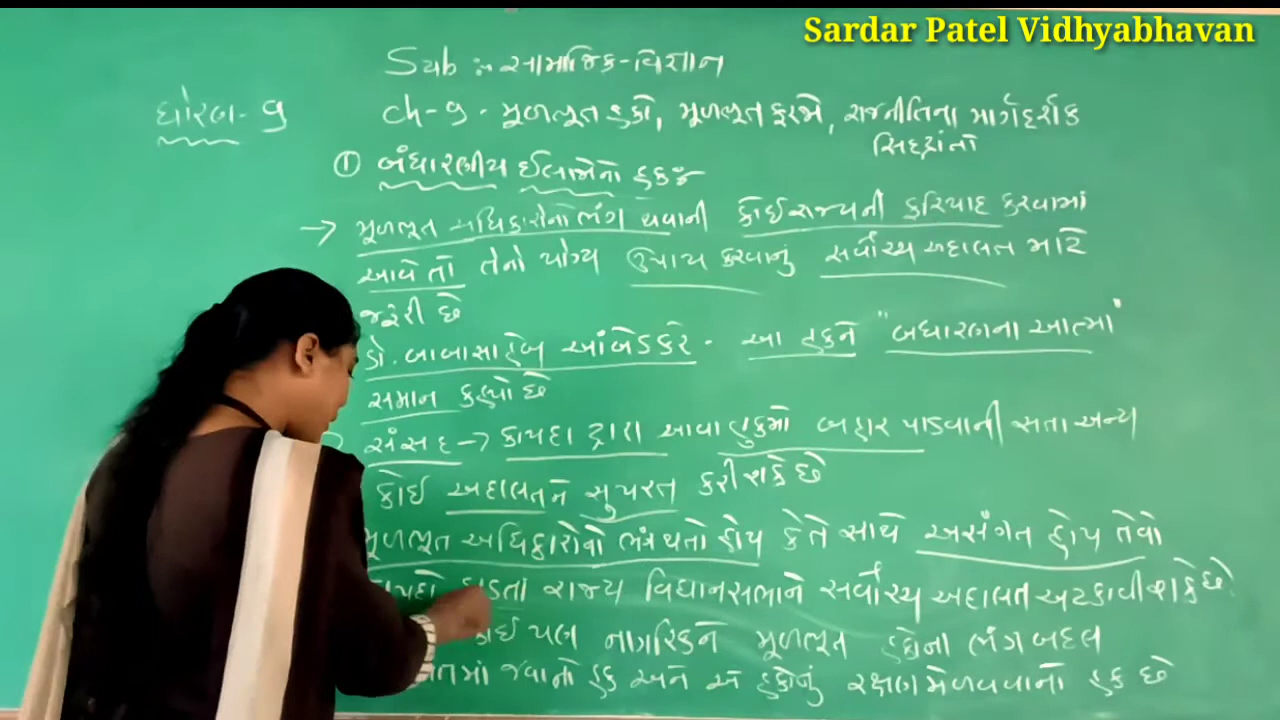 Sardar Patel Vidhyabhavan
Sub :- સામાજિક-વિજ્ઞાન
ધોરણ- 9
ch-9 - મૂળભૂત હકો, મૂળભૂત ફરજો, રાજનીતિના માર્ગદર્શક
સિદ્ધાંતો
① બંધારણીય ઈલાજોનો હક
→ મૂળભૂત અધિકારોના ભંગ થવાની કોઈ રાજ્યની ફરિયાદ કરવામાં
આવે તો તેનો યોગ્ય ઉપાય કરવાનું સર્વોચ્ચ અદાલત માટે
જરૂરી છે
ડો. બાબાસાહેબ આંબેડકરે - આ હકને "બંધારણના આત્મા"
સમાન કહ્યો છે
સંસદ → કાયદા દ્વારા આવા હુકમો બહાર પાડવાની સતા અન્ય
કોઈ અદાલતને સુપરત કરી શકે છે
મૂળભૂત અધિકારોનો ભંગ થતો હોય કે તે સાથે અસંગત હોય તેવો
ઘડતા રાજ્ય વિધાનસભાને સર્વોચ્ચ અદાલત અટકાવી શકે છે
કોઈ પણ નાગરિકને મૂળભૂત હકોના ભંગ બદલ
જવાનો હક અને એ હકોનું રક્ષણ મેળવવાનો હક છે